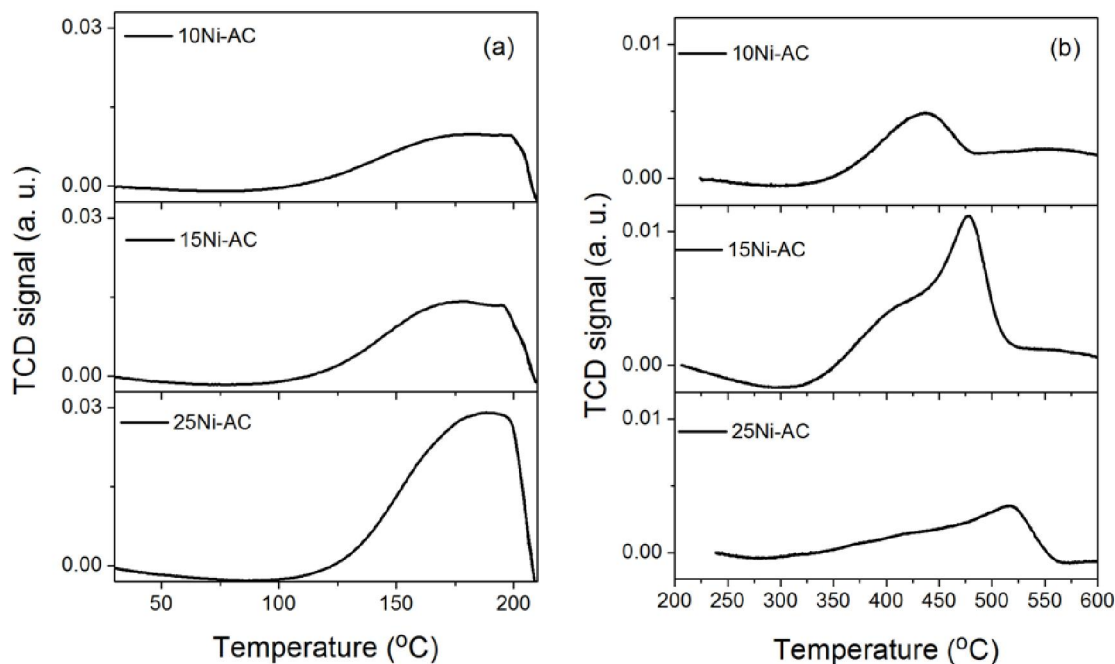 0.03
10Ni-AC
(a)
0.00
0.03
15Ni-AC
0.00
0.03
25Ni-AC
0.00
50 100 150 200
Temperature (°C)
TCD signal (a. u.)
0.01
10Ni-AC
(b)
0.00
0.01
15Ni-AC
0.00
0.01
25Ni-AC
0.00
200 250 300 350 400 450 500 550 600
Temperature (°C)
TCD signal (a. u.)